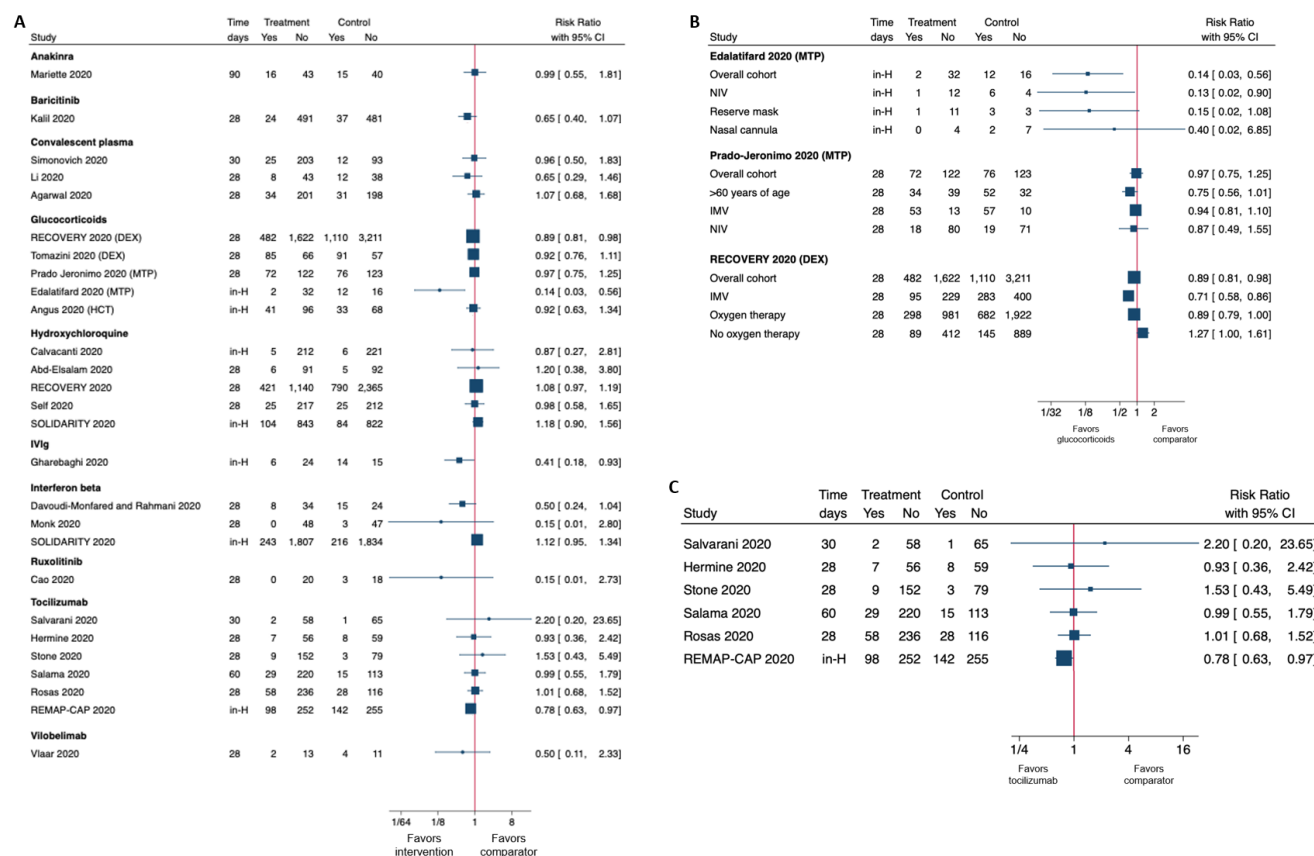 A
Time Treatment Control Risk Ratio
Study days Yes No Yes No with 95% CI
Anakinra
Mariette 2020 90 16 43 15 40 0.99 [ 0.55, 1.81]
Baricitinib
Kalil 2020 28 24 491 37 481 0.65 [ 0.40, 1.07]
Convalescent plasma
Simonovich 2020 30 25 203 12 93 0.96 [ 0.50, 1.83]
Li 2020 28 8 43 12 38 0.65 [ 0.29, 1.46]
Agarwal 2020 28 34 201 31 198 1.07 [ 0.68, 1.68]
Glucocorticoids
RECOVERY 2020 (DEX) 28 482 1,622 1,110 3,211 0.89 [ 0.81, 0.98]
Tomazini 2020 (DEX) 28 85 66 91 57 0.92 [ 0.76, 1.11]
Prado Jeronimo 2020 (MTP) 28 72 122 76 123 0.97 [ 0.75, 1.25]
Edalatifard 2020 (MTP) in-H 2 32 12 16 0.14 [ 0.03, 0.56]
Angus 2020 (HCT) in-H 41 96 33 68 0.92 [ 0.63, 1.34]
Hydroxychloroquine
Calvacanti 2020 in-H 5 212 6 221 0.87 [ 0.27, 2.81]
Abd-Elsalam 2020 28 6 91 5 92 1.20 [ 0.38, 3.80]
RECOVERY 2020 28 421 1,140 790 2,365 1.08 [ 0.97, 1.19]
Self 2020 28 25 217 25 212 0.98 [ 0.58, 1.65]
SOLIDARITY 2020 in-H 104 843 84 822 1.18 [ 0.90, 1.56]
IVIg
Gharebaghi 2020 in-H 6 24 14 15 0.41 [ 0.18, 0.93]
Interferon beta
Davoudi-Monfared and Rahmani 2020 28 8 34 15 24 0.50 [ 0.24, 1.04]
Monk 2020 28 0 48 3 47 0.15 [ 0.01, 2.80]
SOLIDARITY 2020 in-H 243 1,807 216 1,834 1.12 [ 0.95, 1.34]
Ruxolitinib
Cao 2020 28 0 20 3 18 0.15 [ 0.01, 2.73]
Tocilizumab
Salvarani 2020 30 2 58 1 65 2.20 [ 0.20, 23.65]
Hermine 2020 28 7 56 8 59 0.93 [ 0.36, 2.42]
Stone 2020 28 9 152 3 79 1.53 [ 0.43, 5.49]
Salama 2020 60 29 220 15 113 0.99 [ 0.55, 1.79]
Rosas 2020 28 58 236 28 116 1.01 [ 0.68, 1.52]
REMAP-CAP 2020 in-H 98 252 142 255 0.78 [ 0.63, 0.97]
Vilobelimab
Vlaar 2020 28 2 13 4 11 0.50 [ 0.11, 2.33]
1/64 1/8 1 8
Favors Favors
intervention comparator
B
Time Treatment Control Risk Ratio
Study days Yes No Yes No with 95% CI
Edalatifard 2020 (MTP)
Overall cohort in-H 2 32 12 16 0.14 [ 0.03, 0.56]
NIV in-H 1 12 6 4 0.13 [ 0.02, 0.90]
Reserve mask in-H 1 11 3 3 0.15 [ 0.02, 1.08]
Nasal cannula in-H 0 4 2 7 0.40 [ 0.02, 6.85]
Prado-Jeronimo 2020 (MTP)
Overall cohort 28 72 122 76 123 0.97 [ 0.75, 1.25]
>60 years of age 28 34 39 52 32 0.75 [ 0.56, 1.01]
IMV 28 53 13 57 10 0.94 [ 0.81, 1.10]
NIV 28 18 80 19 71 0.87 [ 0.49, 1.55]
RECOVERY 2020 (DEX)
Overall cohort 28 482 1,622 1,110 3,211 0.89 [ 0.81, 0.98]
IMV 28 95 229 283 400 0.71 [ 0.58, 0.86]
Oxygen therapy 28 298 981 682 1,922 0.89 [ 0.79, 1.00]
No oxygen therapy 28 89 412 145 889 1.27 [ 1.00, 1.61]
1/32 1/8 1/2 1 2
Favors Favors
glucocorticoids comparator
C
Time Treatment Control Risk Ratio
Study days Yes No Yes No with 95% CI
Salvarani 2020 30 2 58 1 65 2.20 [ 0.20, 23.65]
Hermine 2020 28 7 56 8 59 0.93 [ 0.36, 2.42]
Stone 2020 28 9 152 3 79 1.53 [ 0.43, 5.49]
Salama 2020 60 29 220 15 113 0.99 [ 0.55, 1.79]
Rosas 2020 28 58 236 28 116 1.01 [ 0.68, 1.52]
REMAP-CAP 2020 in-H 98 252 142 255 0.78 [ 0.63, 0.97]
1/4 1 4 16
Favors Favors
tocilizumab comparator